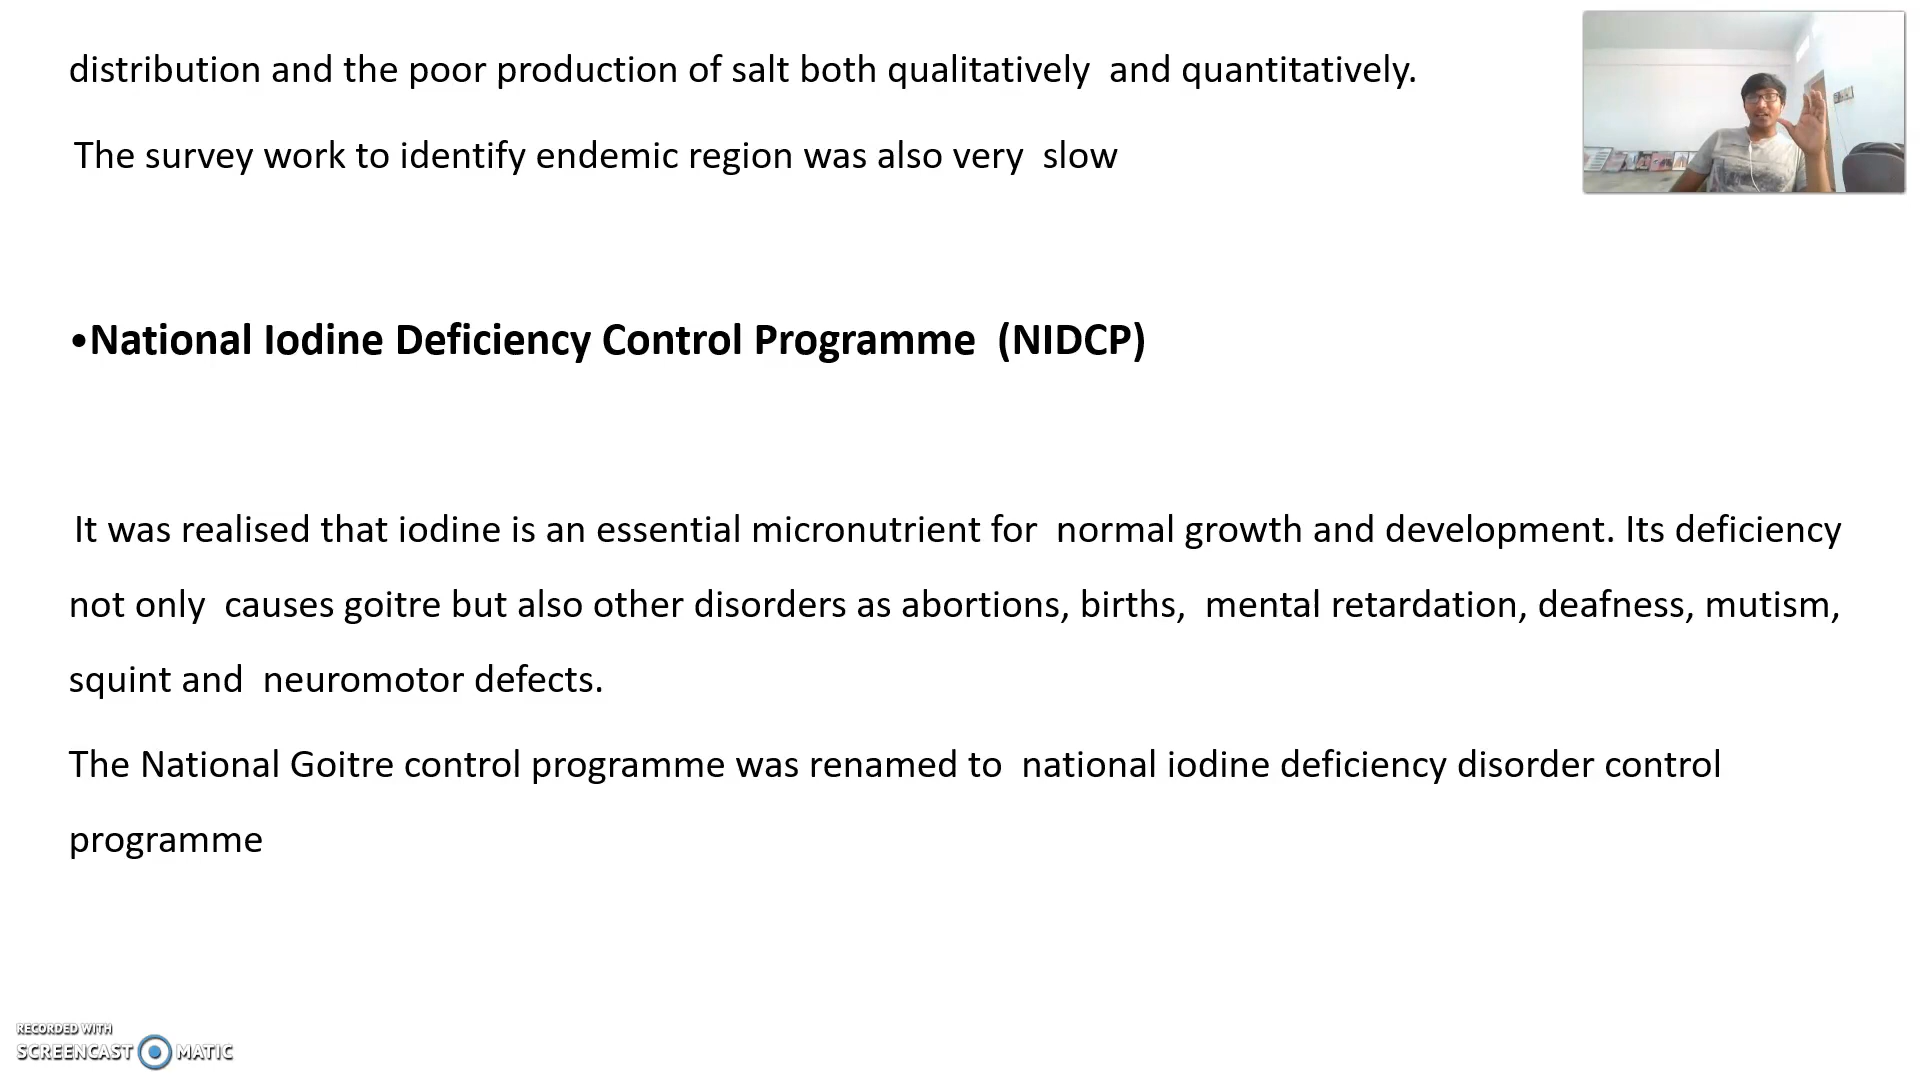 distribution and the poor production of salt both qualitatively and quantitatively.
The survey work to identify endemic region was also very slow
•National Iodine Deficiency Control Programme (NIDCP)
It was realised that iodine is an essential micronutrient for normal growth and development. Its deficiency
not only causes goitre but also other disorders as abortions, births, mental retardation, deafness, mutism,
squint and neuromotor defects.
The National Goitre control programme was renamed to national iodine deficiency disorder control
programme
RECORDED WITH
SCREENCAST MATIC